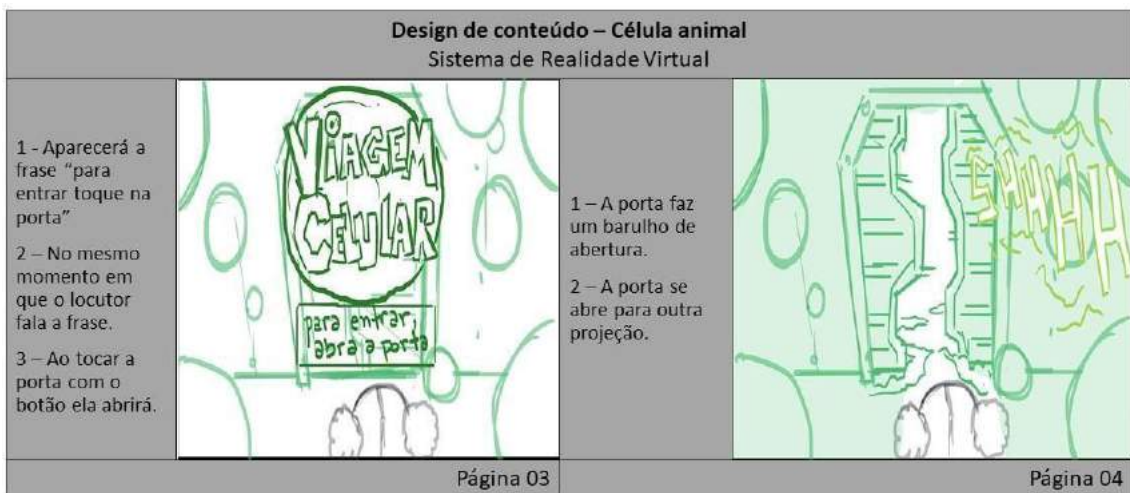 Design de conteúdo – Célula animal
Sistema de Realidade Virtual
1 - Aparecerá a
frase “para
entrar toque na
porta”
2 – No mesmo
momento em
que o locutor
fala a frase.
3 – Ao tocar a
porta com o
botão ela abrirá.
VIAGEM
CELULAR
para entrar,
abra a porta
Página 03
1 – A porta faz
um barulho de
abertura.
2 – A porta se
abre para outra
projeção.
SHHHHH
Página 04